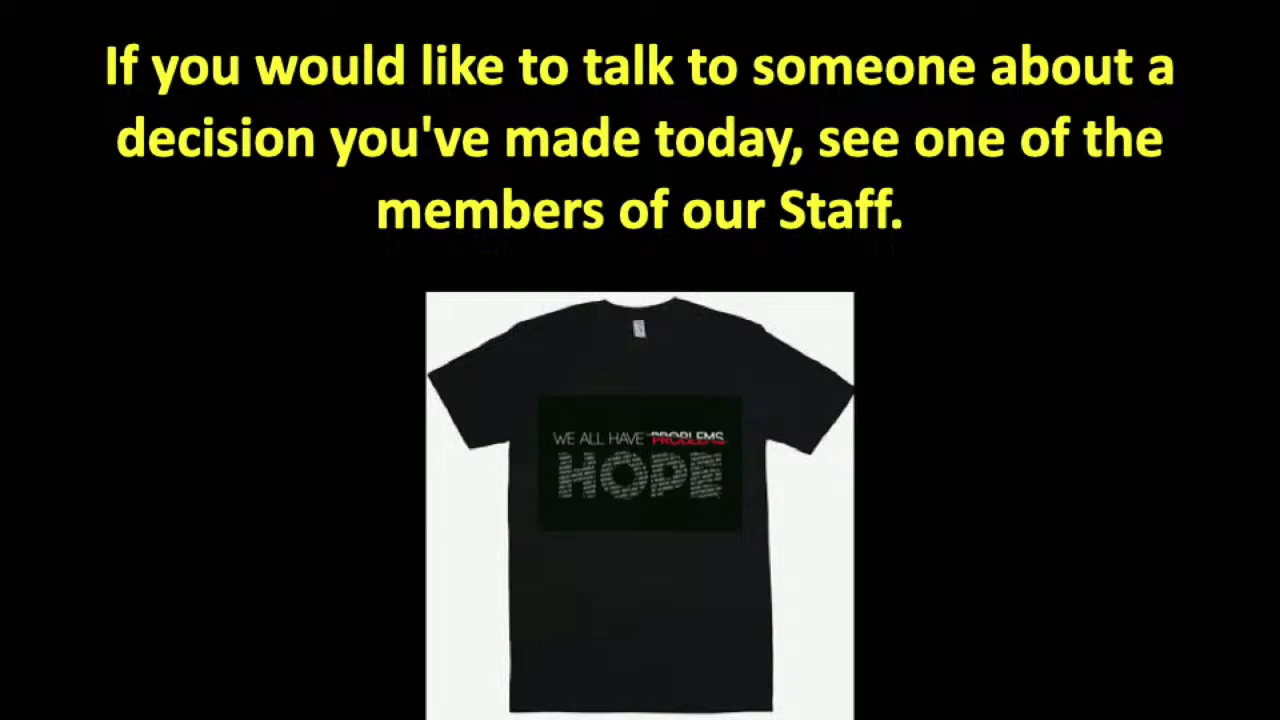 If you would like to talk to someone about a
decision you've made today, see one of the
members of our Staff.
WE ALL HAVE PROBLEMS
HOPE